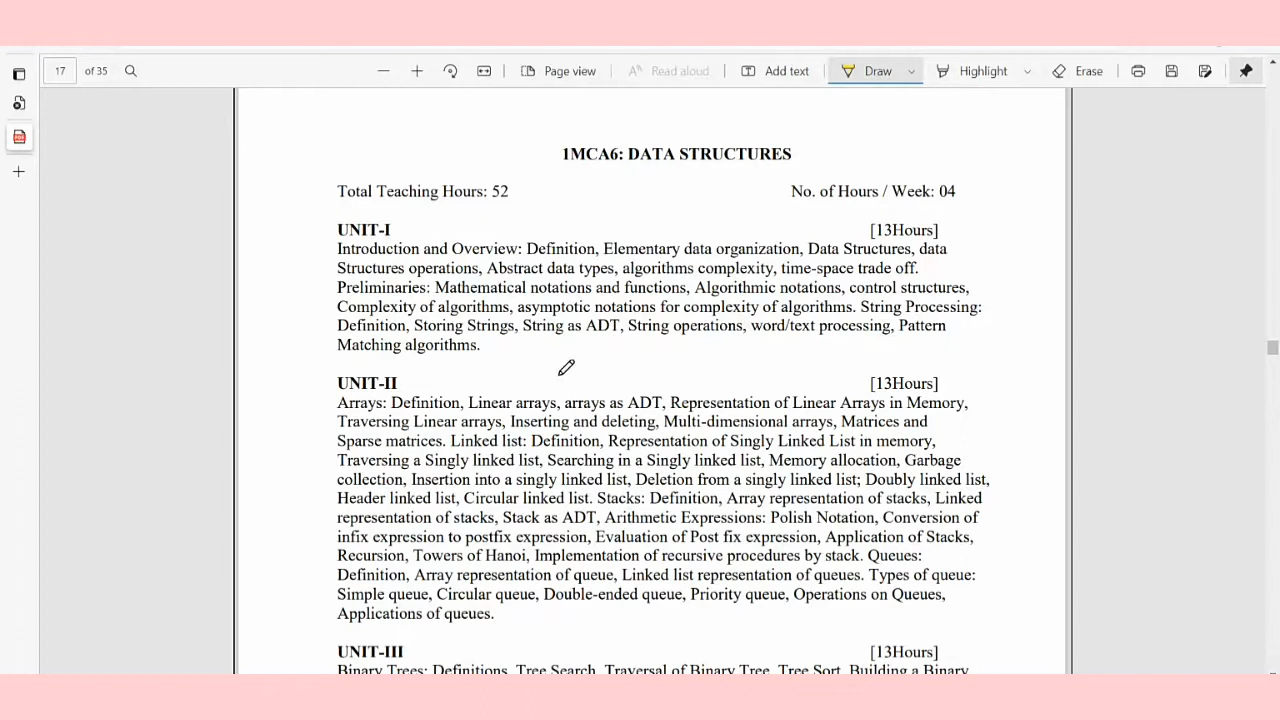 17 of 35 Page view Read aloud Add text Draw Highlight Erase
1MCA6: DATA STRUCTURES
Total Teaching Hours: 52 No. of Hours / Week: 04
UNIT-I [13Hours]
Introduction and Overview: Definition, Elementary data organization, Data Structures, data
Structures operations, Abstract data types, algorithms complexity, time-space trade off.
Preliminaries: Mathematical notations and functions, Algorithmic notations, control structures,
Complexity of algorithms, asymptotic notations for complexity of algorithms. String Processing:
Definition, Storing Strings, String as ADT, String operations, word/text processing, Pattern
Matching algorithms.
UNIT-II [13Hours]
Arrays: Definition, Linear arrays, arrays as ADT, Representation of Linear Arrays in Memory,
Traversing Linear arrays, Inserting and deleting, Multi-dimensional arrays, Matrices and
Sparse matrices. Linked list: Definition, Representation of Singly Linked List in memory,
Traversing a Singly linked list, Searching in a Singly linked list, Memory allocation, Garbage
collection, Insertion into a singly linked list, Deletion from a singly linked list; Doubly linked list,
Header linked list, Circular linked list. Stacks: Definition, Array representation of stacks, Linked
representation of stacks, Stack as ADT, Arithmetic Expressions: Polish Notation, Conversion of
infix expression to postfix expression, Evaluation of Post fix expression, Application of Stacks,
Recursion, Towers of Hanoi, Implementation of recursive procedures by stack. Queues:
Definition, Array representation of queue, Linked list representation of queues. Types of queue:
Simple queue, Circular queue, Double-ended queue, Priority queue, Operations on Queues,
Applications of queues.
UNIT-III [13Hours]
Binary Trees: Definitions, Tree Search, Traversal of Binary Tree, Tree Sort, Building a Binary